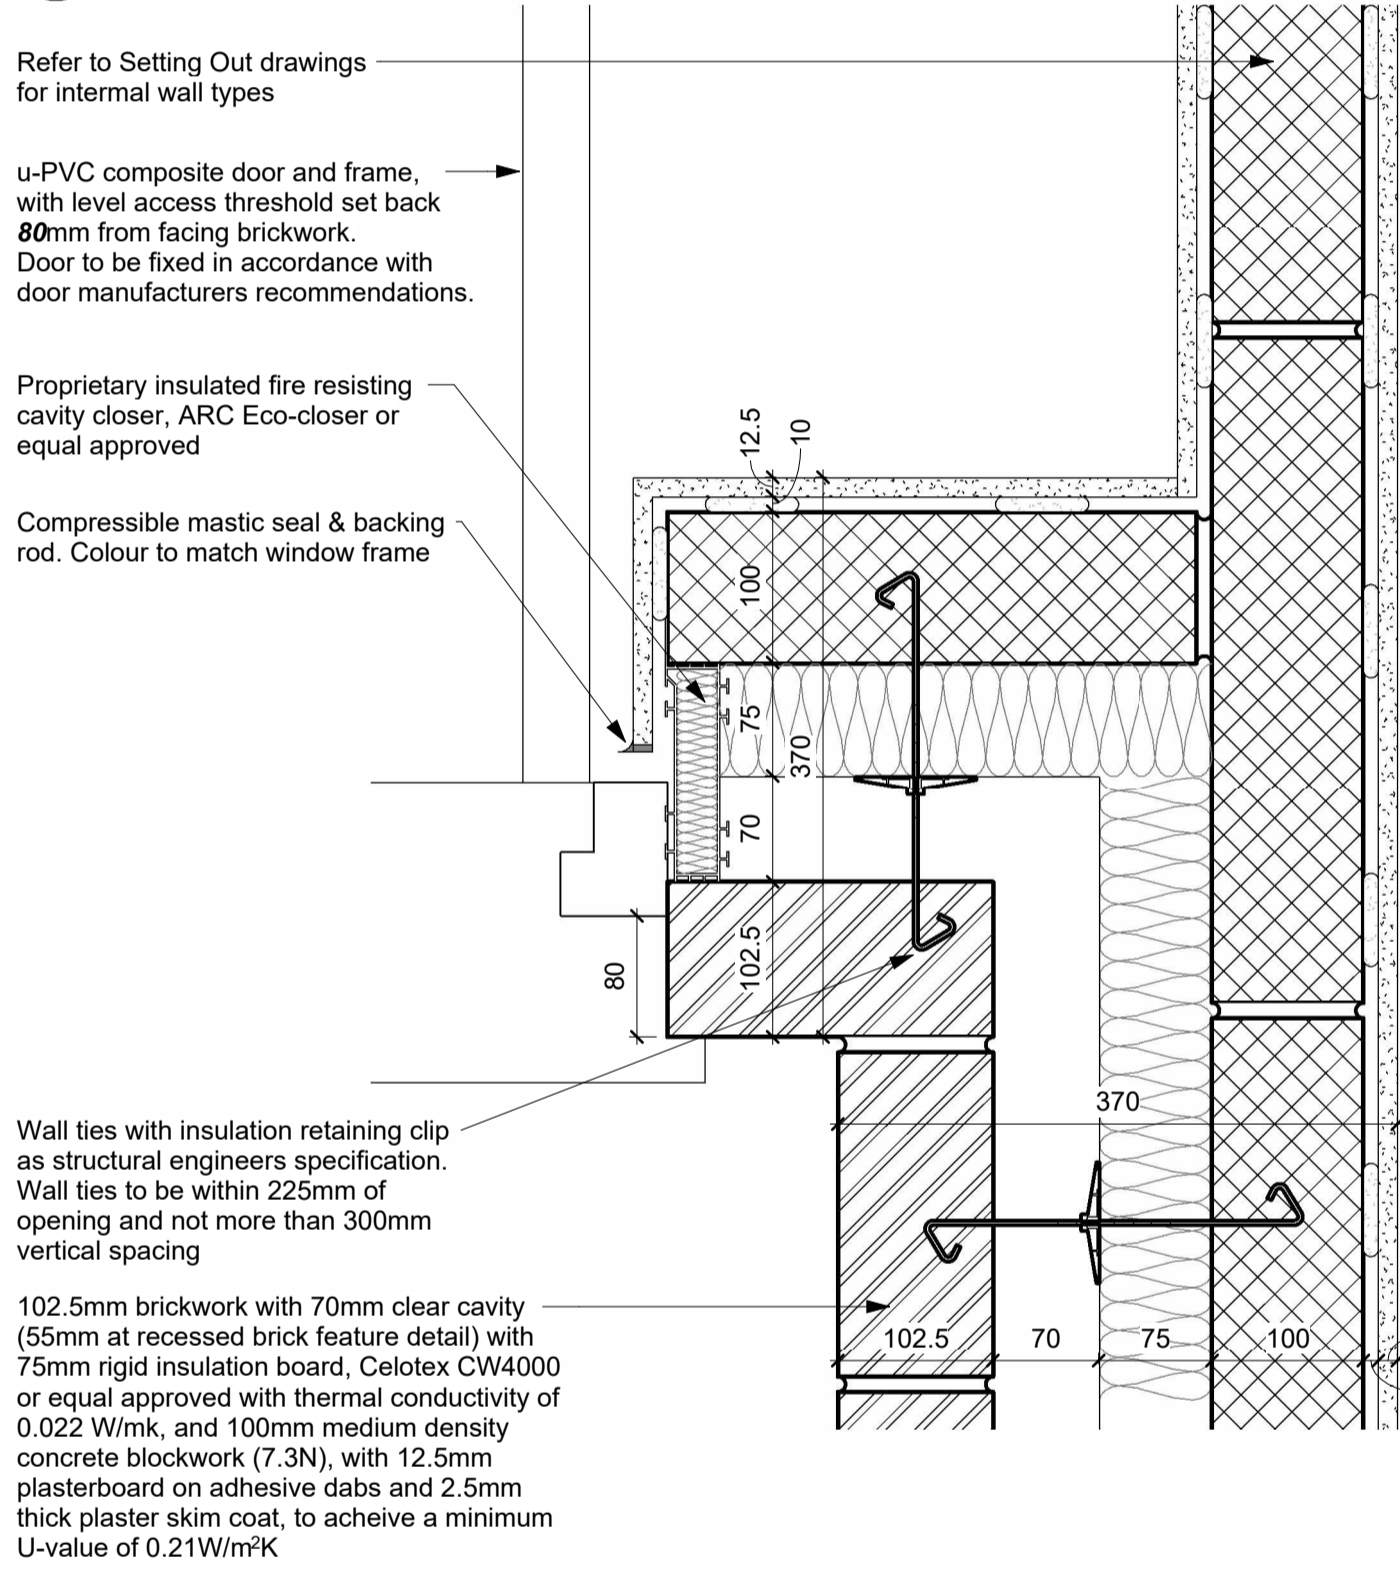 Refer to Setting Out drawings
for intermal wall types
u-PVC composite door and frame,
with level access threshold set back
80mm from facing brickwork.
Door to be fixed in accordance with
door manufacturers recommendations.
Proprietary insulated fire resisting
cavity closer, ARC Eco-closer or
equal approved
Compressible mastic seal & backing
rod. Colour to match window frame
12.5
10
100
75
370
70
102.5
80
370
Wall ties with insulation retaining clip
as structural engineers specification.
Wall ties to be within 225mm of
opening and not more than 300mm
vertical spacing
102.5mm brickwork with 70mm clear cavity
(55mm at recessed brick feature detail) with
75mm rigid insulation board, Celotex CW4000
or equal approved with thermal conductivity of
0.022 W/mk, and 100mm medium density
concrete blockwork (7.3N), with 12.5mm
plasterboard on adhesive dabs and 2.5mm
thick plaster skim coat, to acheive a minimum
U-value of 0.21W/m²K
102.5 70 75 100